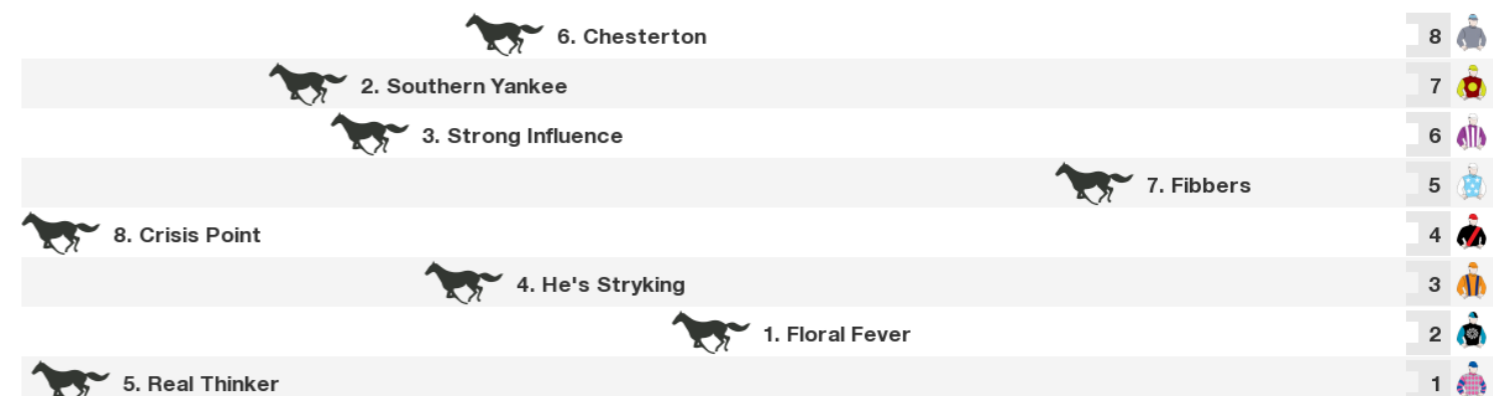 6. Chesterton 8
2. Southern Yankee 7
3. Strong Influence 6
7. Fibbers 5
8. Crisis Point 4
4. He's Stryking 3
1. Floral Fever 2
5. Real Thinker 1